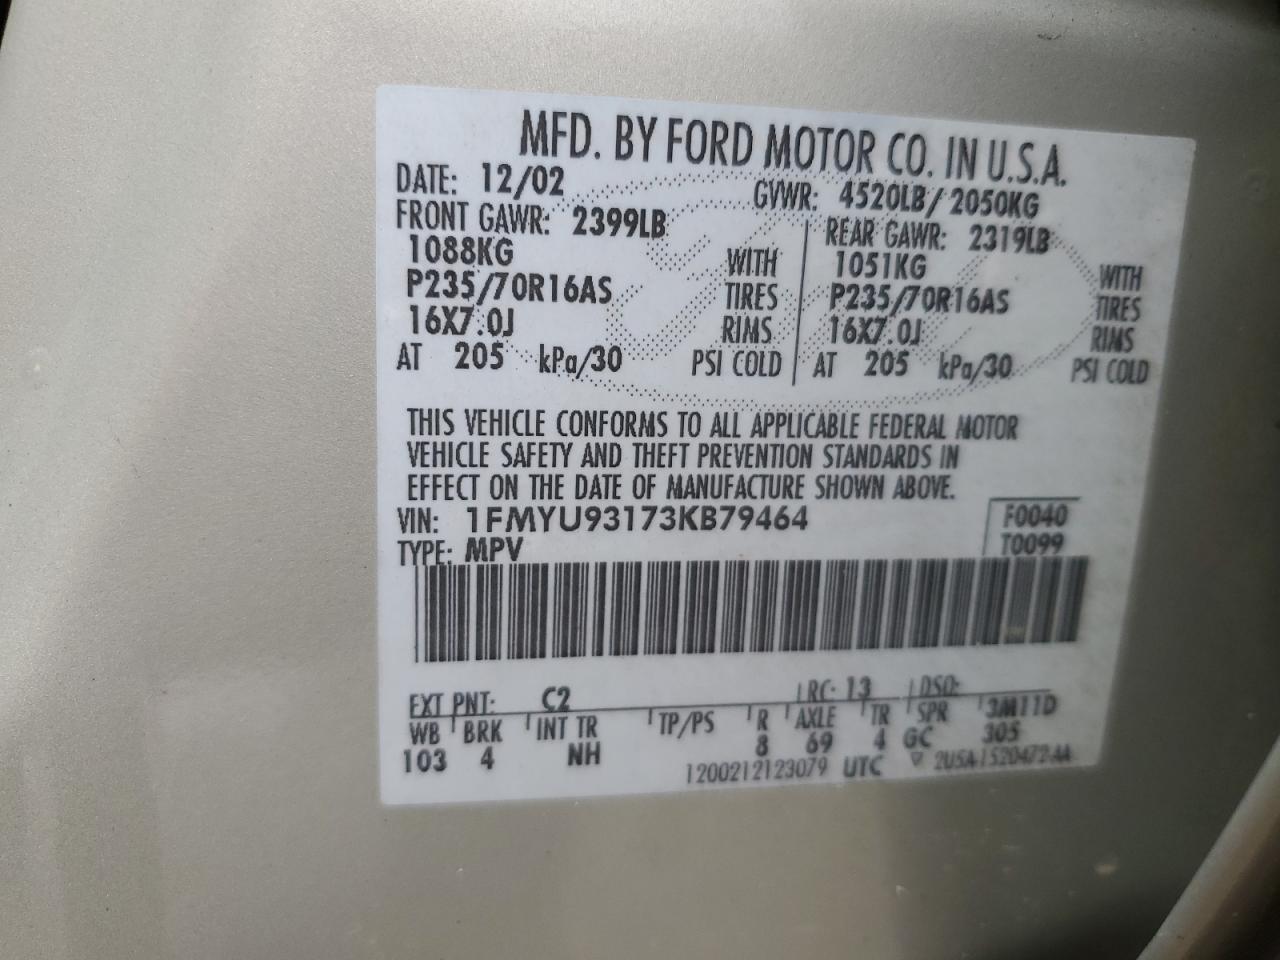 MFD. BY FORD MOTOR CO. IN U.S.A.
DATE: 12/02 GVWR: 4520LB/ 2050KG
FRONT GAWR: 2399LB REAR GAWR: 2319LB
1088KG WITH 1051KG WITH
P235/70R16AS TIRES P235/70R16AS TIRES
16X7.0J RIMS 16X7.0J RIMS
AT 205 kPa/30 PSI COLD AT 205 kPa/30 PSI COLD
THIS VEHICLE CONFORMS TO ALL APPLICABLE FEDERAL MOTOR
VEHICLE SAFETY AND THEFT PREVENTION STANDARDS IN
EFFECT ON THE DATE OF MANUFACTURE SHOWN ABOVE.
VIN: 1FMYU93173KB79464 F0040
TYPE: MPV T0099
EXT PNT: C2 RC: 13 DSO:
WB BRK INT TR TP/PS R AXLE TR SPR 3M11D
103 4 NH 8 69 4 GC 305
1200212123079 UTC 2U5A-1520472-AA